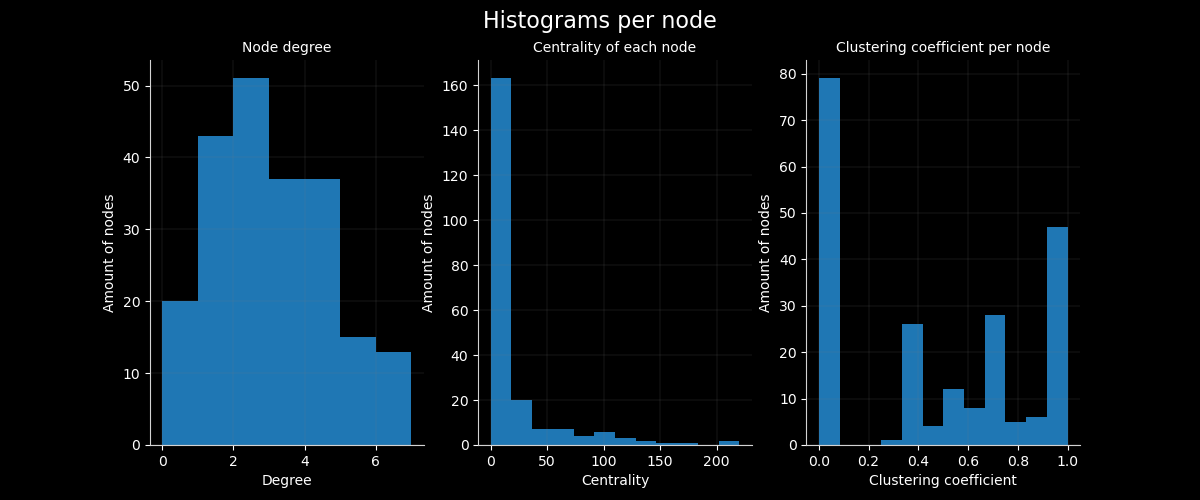 Histograms per node
Node degree
Amount of nodes
50
40
30
20
10
0
0 2 4 6
Degree
Centrality of each node
Amount of nodes
160
140
120
100
80
60
40
20
0
0 50 100 150 200
Centrality
Clustering coefficient per node
Amount of nodes
80
70
60
50
40
30
20
10
0
0.0 0.2 0.4 0.6 0.8 1.0
Clustering coefficient